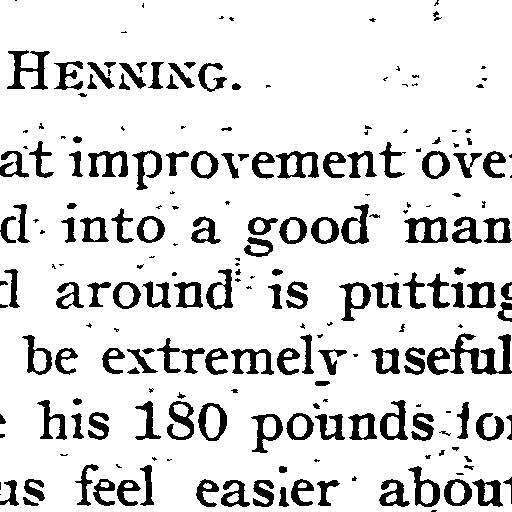 HENNING.
at improvement over
d into a good man
d around is putting
be extremely useful
e his 180 pounds for
us feel easier about